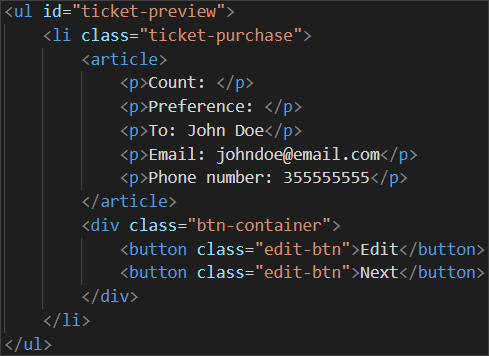 <ul id="ticket-preview">
    <li class="ticket-purchase">
        <article>
            <p>Count: </p>
            <p>Preference: </p>
            <p>To: John Doe</p>
            <p>Email: johndoe@email.com</p>
            <p>Phone number: 355555555</p>
        </article>
        <div class="btn-container">
            <button class="edit-btn">Edit</button>
            <button class="edit-btn">Next</button>
        </div>
    </li>
</ul>